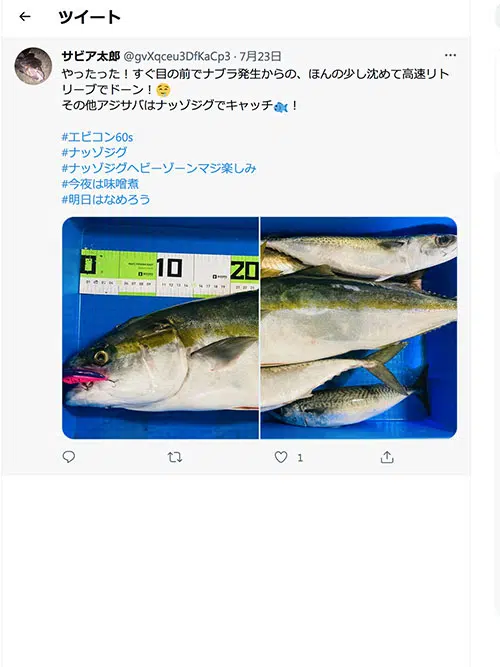 ツイート
サビア太郎 @gvXqceu3DfKaCp3 · 7月23日
やったった！すぐ目の前でナブラ発生からの、ほんの少し沈めて高速リト
リーブでドーン！😌
その他アジサバはナッゾジグでキャッチ🐟！
#エピコン60s
#ナッゾジグ
#ナッゾジグヘビーゾーンマジ楽しみ
#今夜は味噌煮
#明日はなめろう
0 10 20
1